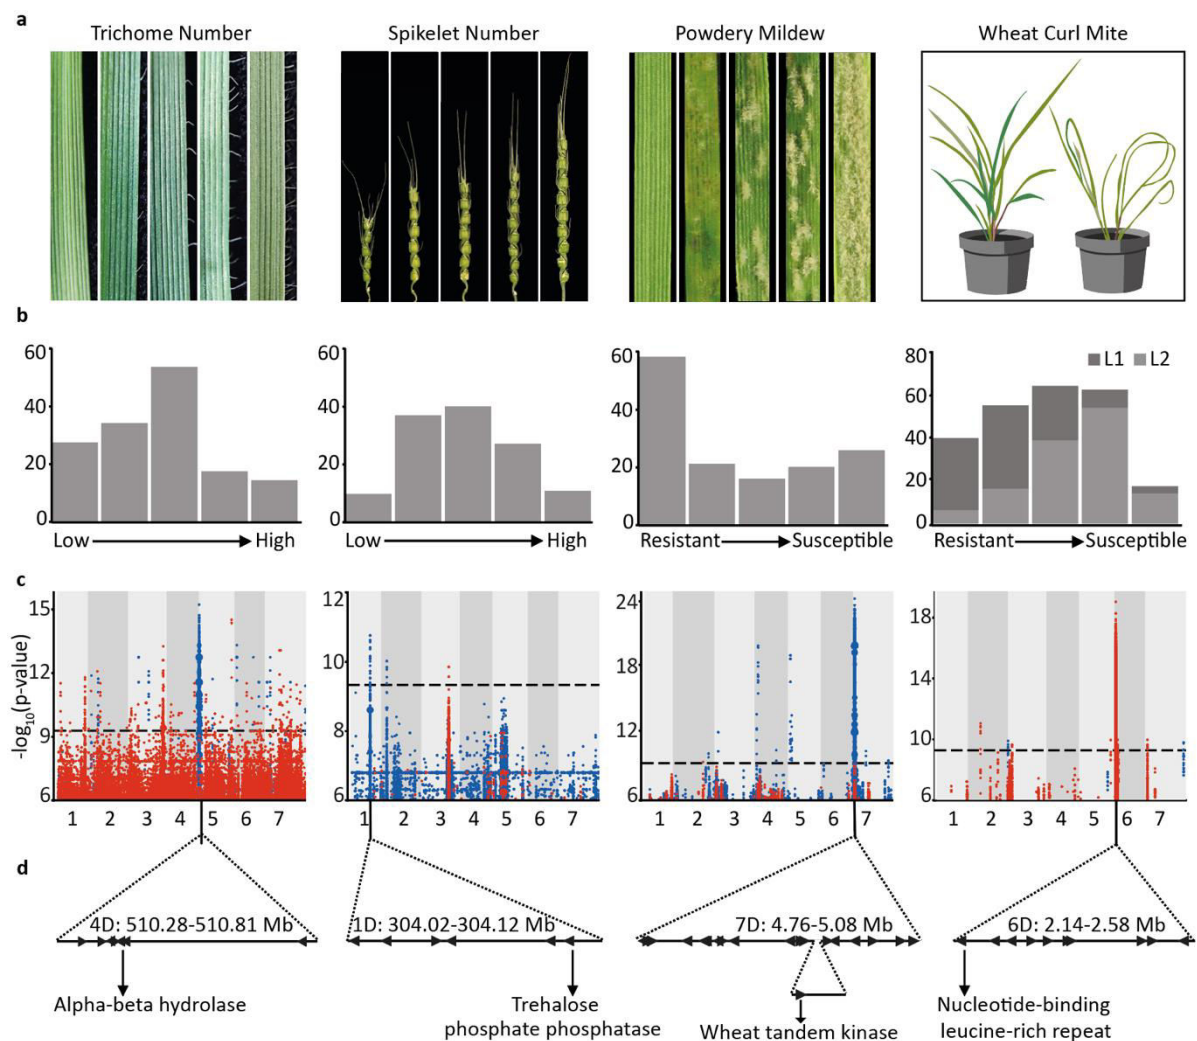 a
Trichome Number
Spikelet Number
Powdery Mildew
Wheat Curl Mite
b
60
40
20
0
Low
High
60
40
20
0
Low
High
60
40
20
0
Resistant
Susceptible
80
60
40
20
0
L1
L2
Resistant
Susceptible
c
-log10(p-value)
15
12
9
6
1 2 3 4 5 6 7
12
10
8
6
1 2 3 4 5 6 7
24
18
12
6
1 2 3 4 5 6 7
18
14
10
6
1 2 3 4 5 6 7
d
4D: 510.28-510.81 Mb
1D: 304.02-304.12 Mb
7D: 4.76-5.08 Mb
6D: 2.14-2.58 Mb
Alpha-beta hydrolase
Trehalose
phosphate phosphatase
Wheat tandem kinase
Nucleotide-binding
leucine-rich repeat